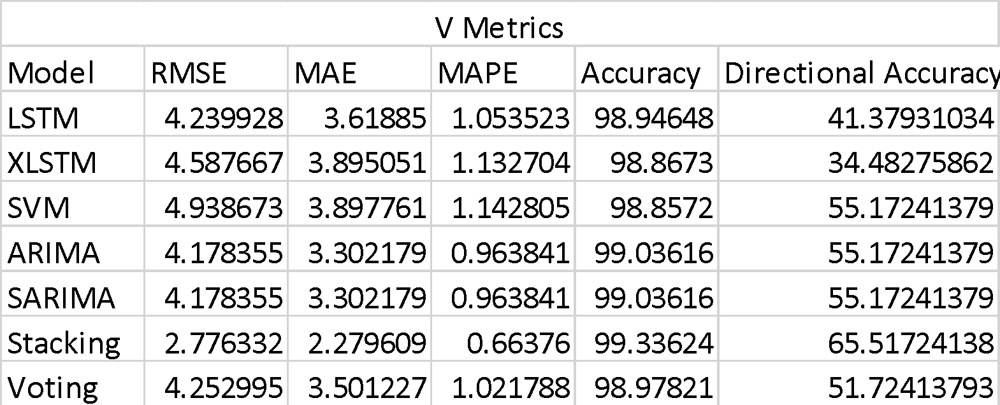 V Metrics
Model RMSE MAE MAPE Accuracy Directional Accuracy
LSTM 4.239928 3.61885 1.053523 98.94648 41.37931034
XLSTM 4.587667 3.895051 1.132704 98.8673 34.48275862
SVM 4.938673 3.897761 1.142805 98.8572 55.17241379
ARIMA 4.178355 3.302179 0.963841 99.03616 55.17241379
SARIMA 4.178355 3.302179 0.963841 99.03616 55.17241379
Stacking 2.776332 2.279609 0.66376 99.33624 65.51724138
Voting 4.252995 3.501227 1.021788 98.97821 51.72413793